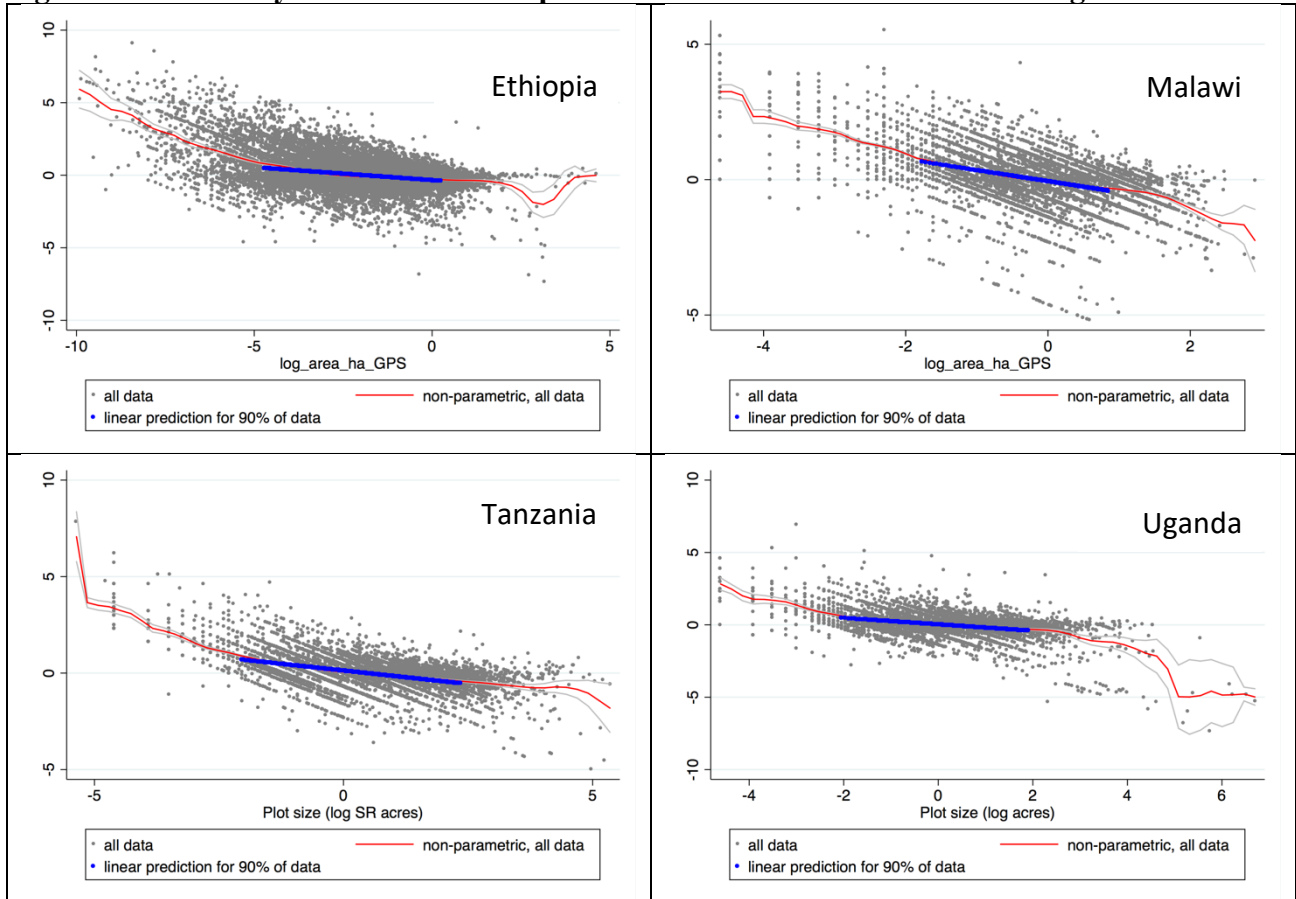 Ethiopia
10
5
0
-5
-10
-10
-5
0
5
log_area_ha_GPS
all data
non-parametric, all data
linear prediction for 90% of data
Malawi
5
0
-5
-4
-2
0
2
log_area_ha_GPS
all data
non-parametric, all data
linear prediction for 90% of data
Tanzania
10
5
0
-5
-5
0
5
Plot size (log SR acres)
all data
non-parametric, all data
linear prediction for 90% of data
Uganda
10
5
0
-5
-10
-4
-2
0
2
4
6
Plot size (log acres)
all data
non-parametric, all data
linear prediction for 90% of data